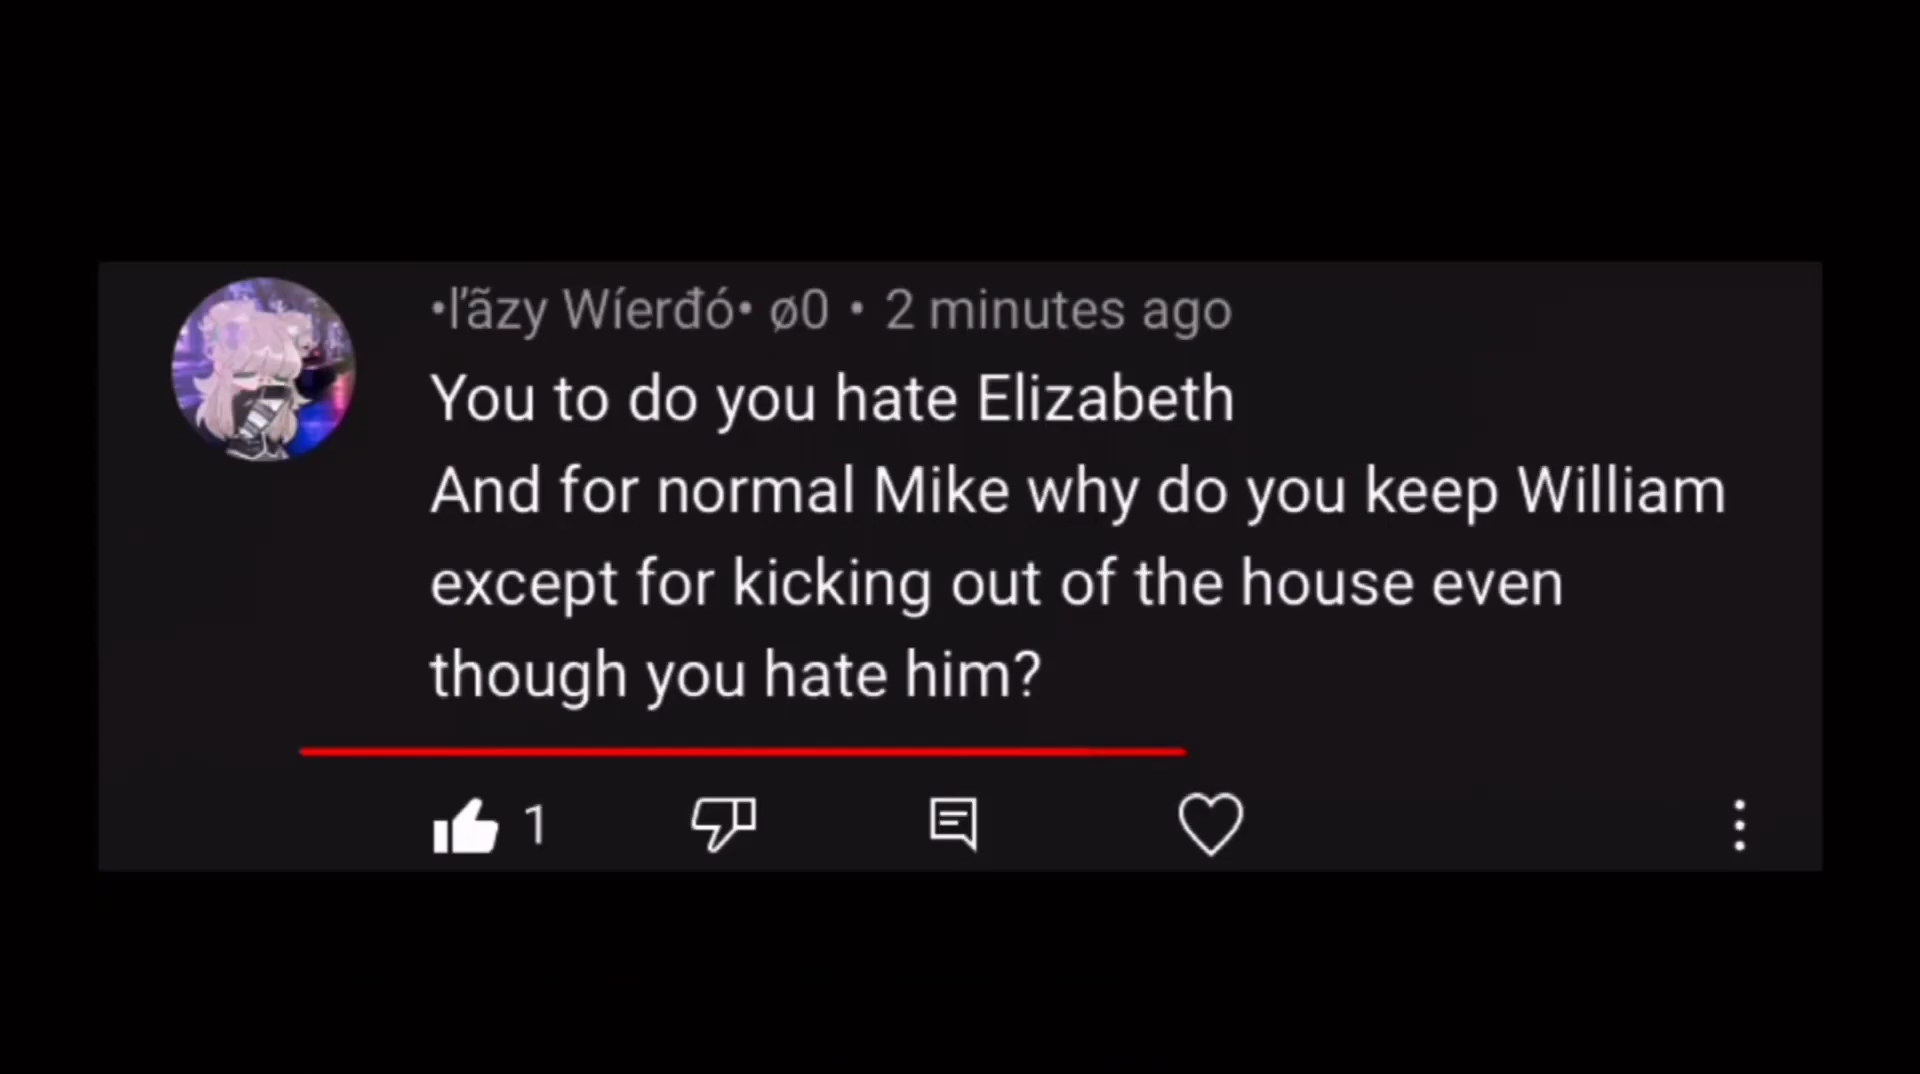 •l'ãzy Wíerđó• ø0 • 2 minutes ago
You to do you hate Elizabeth
And for normal Mike why do you keep William
except for kicking out of the house even
though you hate him?
1